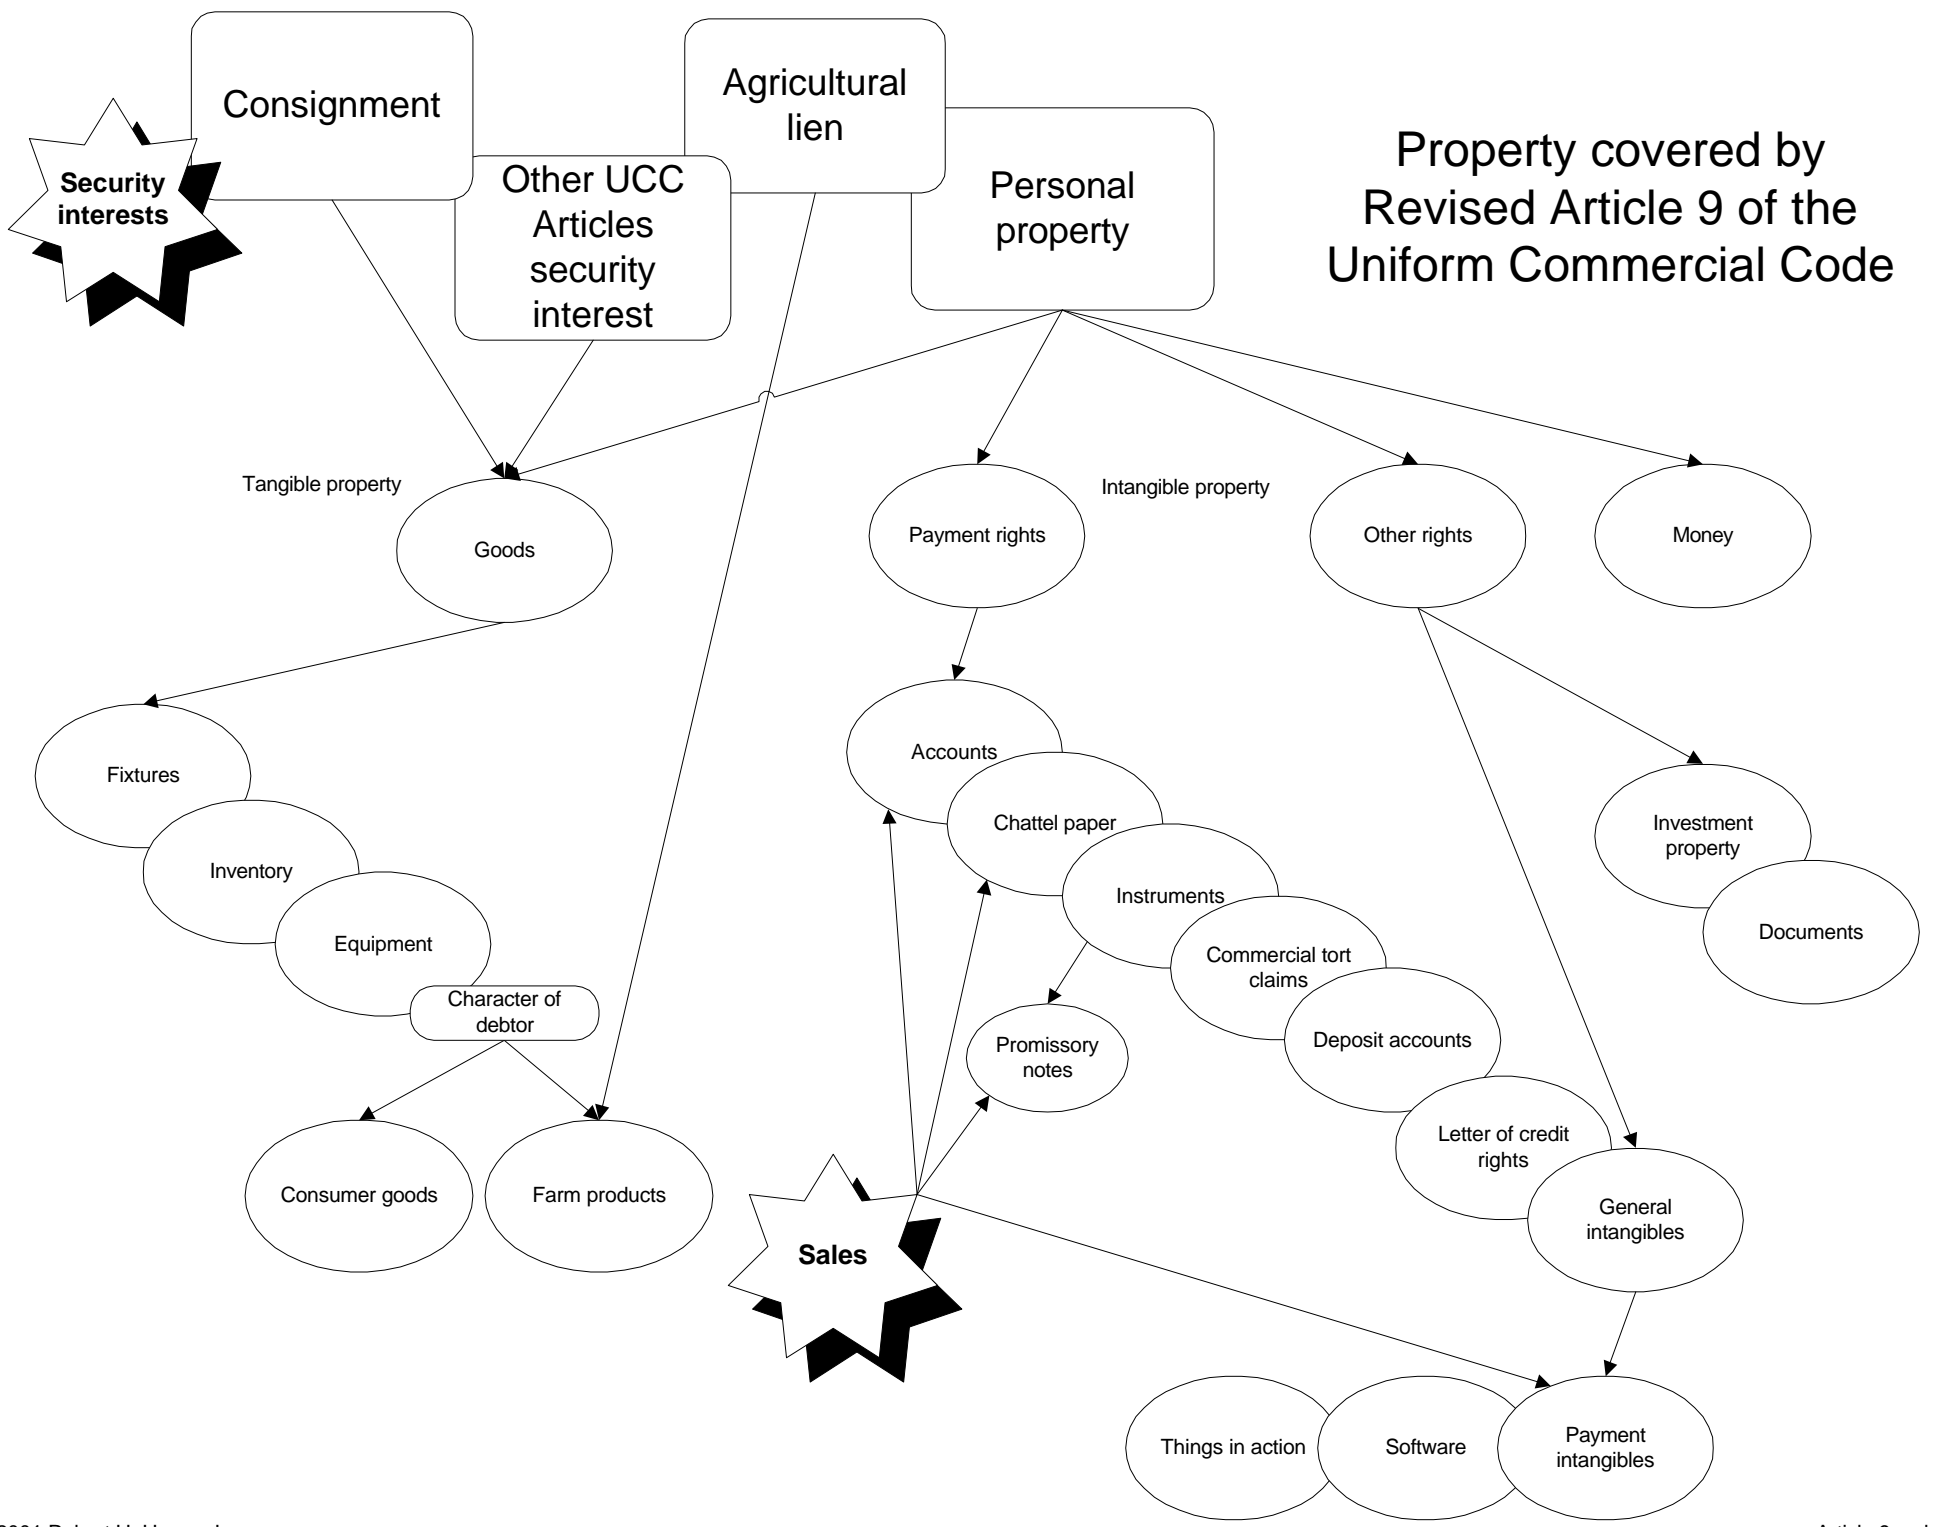 Consignment
Agricultural
lien
Security
interests
Other UCC
Articles
security
interest
Personal
property
Property covered by
Revised Article 9 of the
Uniform Commercial Code
Tangible property
Goods
Payment rights
Intangible property
Other rights
Money
Fixtures
Inventory
Equipment
Character of
debtor
Consumer goods
Farm products
Accounts
Chattel paper
Instruments
Commercial tort
claims
Deposit accounts
Letter of credit
rights
General
intangibles
Promissory
notes
Investment
property
Documents
Sales
Things in action
Software
Payment
intangibles